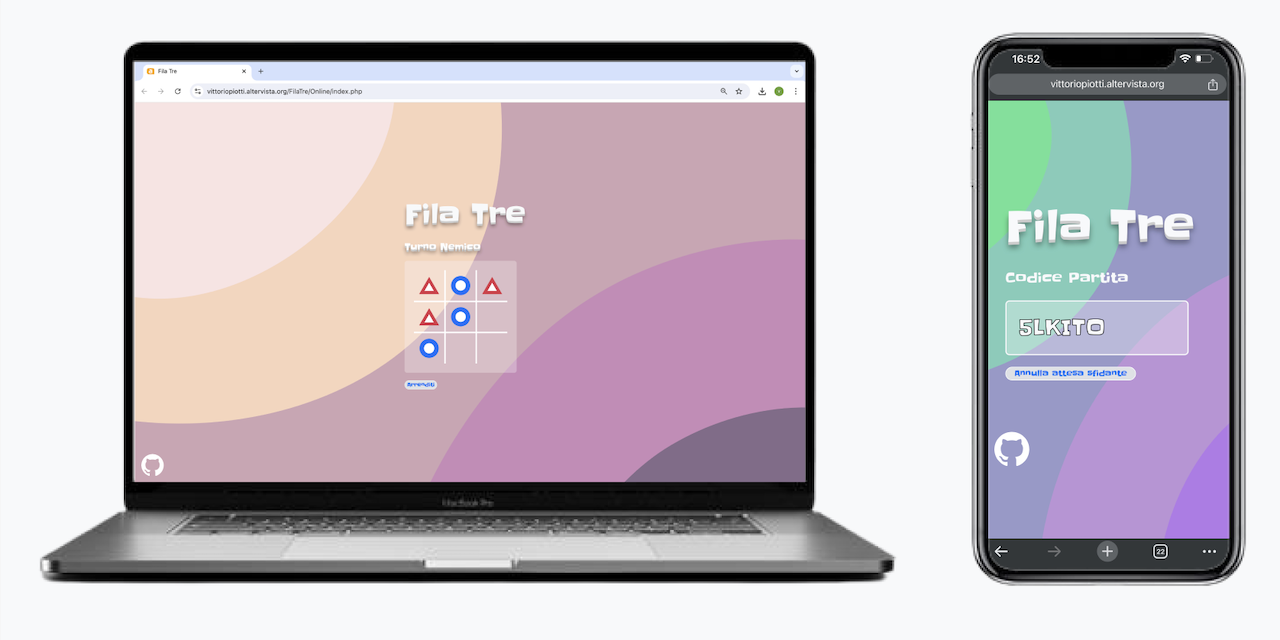 Fila Tre
vittoriopiotti.altervista.org/FilaTre/Online/index.php
Fila Tre
Turno Nemico
Arrenditi
MacBook Pro
16:52
vittoriopiotti.altervista.org
Fila Tre
Codice Partita
5LKITO
Annulla attesa sfidante
22